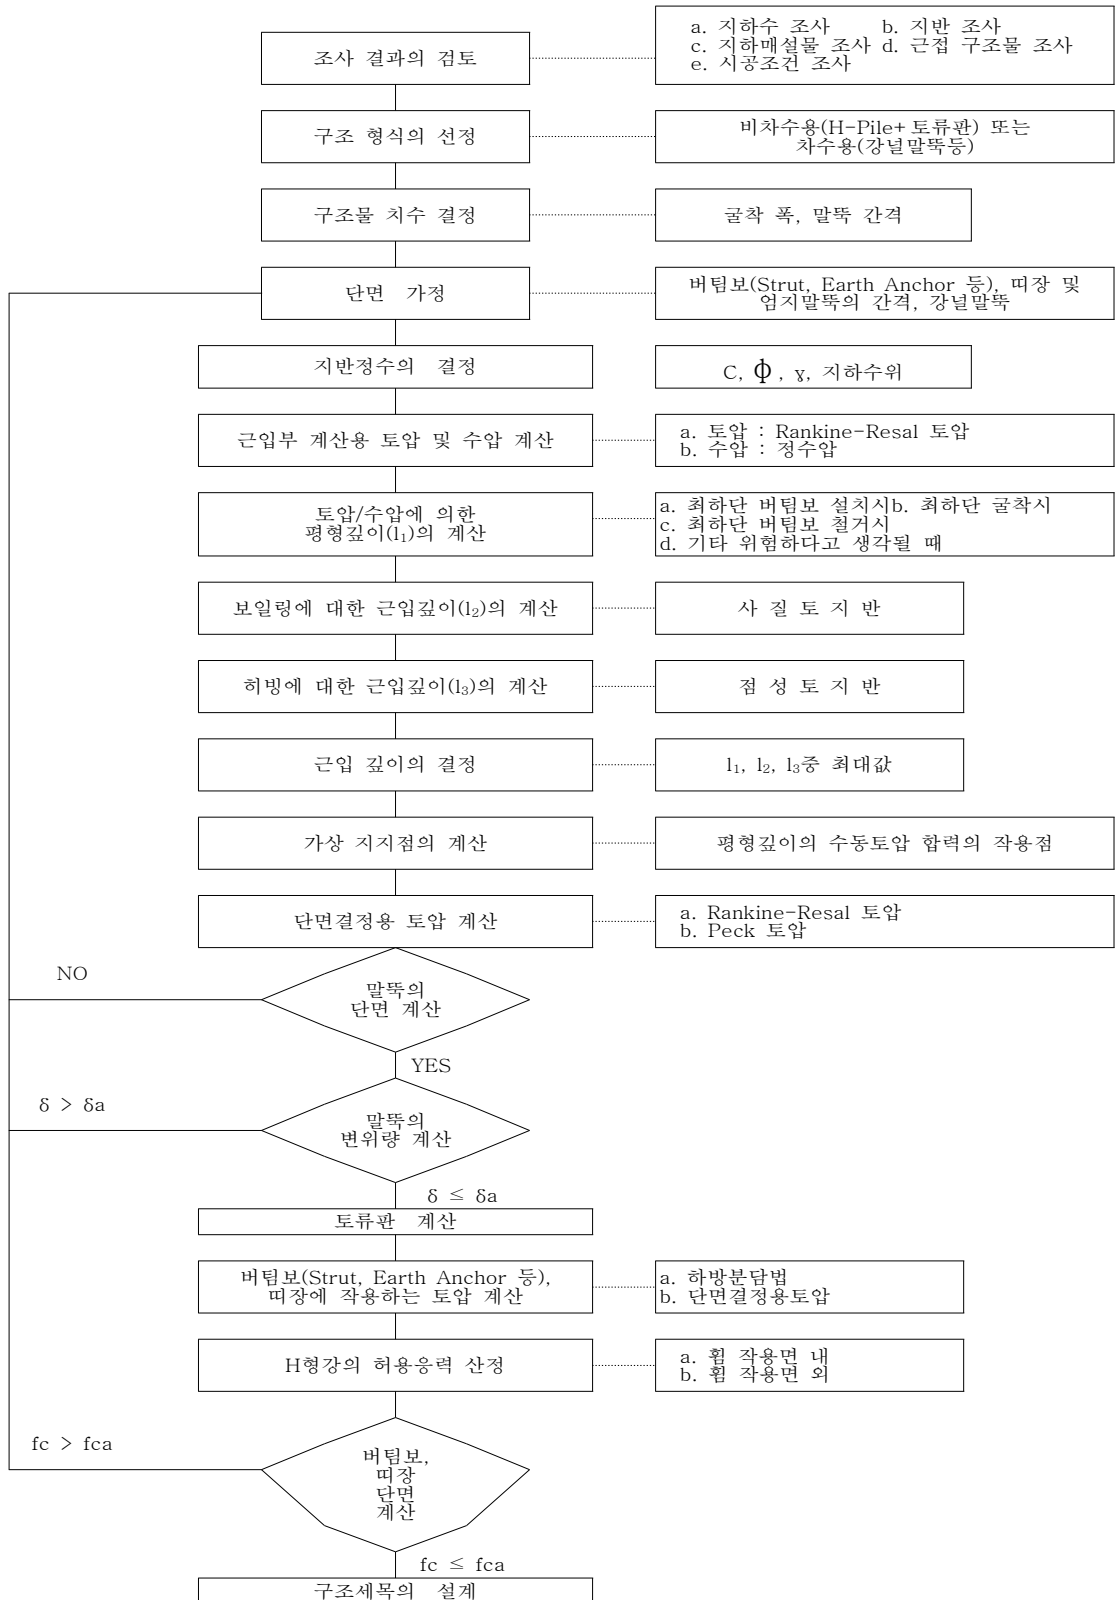 조사 결과의 검토
a. 지하수 조사 b. 지반 조사
c. 지하매설물 조사 d. 근접 구조물 조사
e. 시공조건 조사
구조 형식의 선정
비차수용(H-Pile+토류판) 또는
차수용(강널말뚝등)
구조물 치수 결정
굴착 폭, 말뚝 간격
단면 가정
버팀보(Strut, Earth Anchor 등), 띠장 및
엄지말뚝의 간격, 강널말뚝
지반정수의 결정
C, Φ, ɣ, 지하수위
근입부 계산용 토압 및 수압 계산
a. 토압 : Rankine-Resal 토압
b. 수압 : 정수압
토압/수압에 의한
평형깊이(l₁)의 계산
a. 최하단 버팀보 설치시b. 최하단 굴착시
c. 최하단 버팀보 철거시
d. 기타 위험하다고 생각될 때
보일링에 대한 근입깊이(l₂)의 계산
사 질 토 지 반
히빙에 대한 근입깊이(l₃)의 계산
점 성 토 지 반
근입 깊이의 결정
l₁, l₂, l₃중 최대값
가상 지지점의 계산
평형깊이의 수동토압 합력의 작용점
단면결정용 토압 계산
a. Rankine-Resal 토압
b. Peck 토압
NO
말뚝의
단면 계산
YES
δ > δa
말뚝의
변위량 계산
δ ≤ δa
토류판 계산
버팀보(Strut, Earth Anchor 등),
띠장에 작용하는 토압 계산
a. 하방분담법
b. 단면결정용토압
H형강의 허용응력 산정
a. 휨 작용면 내
b. 휨 작용면 외
fc > fca
버팀보,
띠장
단면
계산
fc ≤ fca
구조세목의 설계